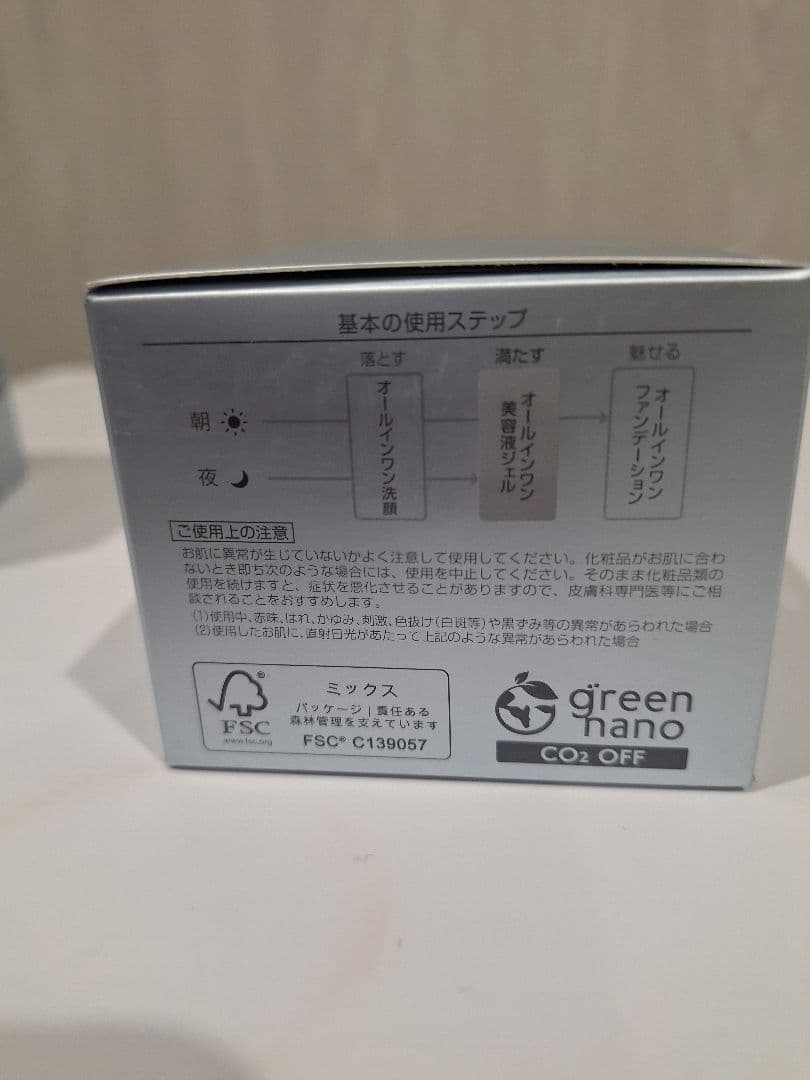 基本の使用ステップ
落とす
満たす
魅せる
朝
夜
オールインワン洗顔
オールインワン
美容液ジェル
オールインワン
ファンデーション
ご使用上の注意
お肌に異常が生じていないかよく注意して使用してください。化粧品がお肌に合わ
ないとき即ち次のような場合には、使用を中止してください。そのまま化粧品類の
使用を続けますと、症状を悪化させることがありますので、皮膚科専門医等にご相
談されることをおすすめします。
(1)使用中、赤味、はれ、かゆみ、刺激、色抜け(白斑等)や黒ずみ等の異常があらわれた場合
(2)使用したお肌に、直射日光があたって上記のような異常があらわれた場合
®
FSC
www.fsc.org
ミックス
パッケージ|責任ある
森林管理を支えています
FSC® C139057
green
nano
CO2 OFF